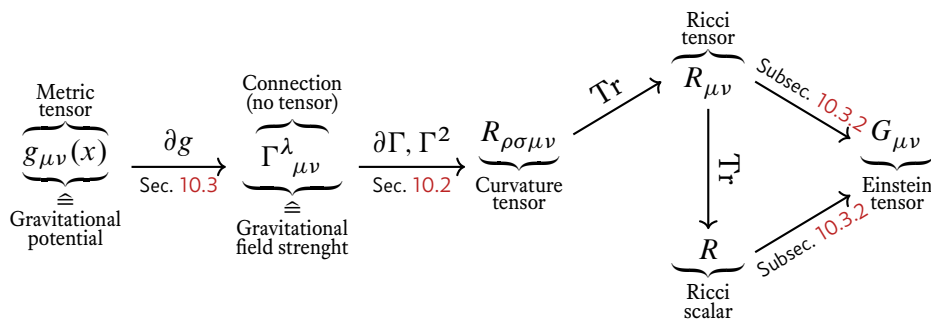 Metric
tensor
g_{μν}(x)
≙
Gravitational
potential
∂g
Sec. 10.3
Connection
(no tensor)
Γ^λ_{μν}
≙
Gravitational
field strenght
∂Γ, Γ²
Sec. 10.2
R_{ρσμν}
Curvature
tensor
Tr
Ricci
tensor
R_{μν}
Tr
R
Ricci
scalar
Subsec. 10.3.2
Subsec. 10.3.2
G_{μν}
Einstein
tensor